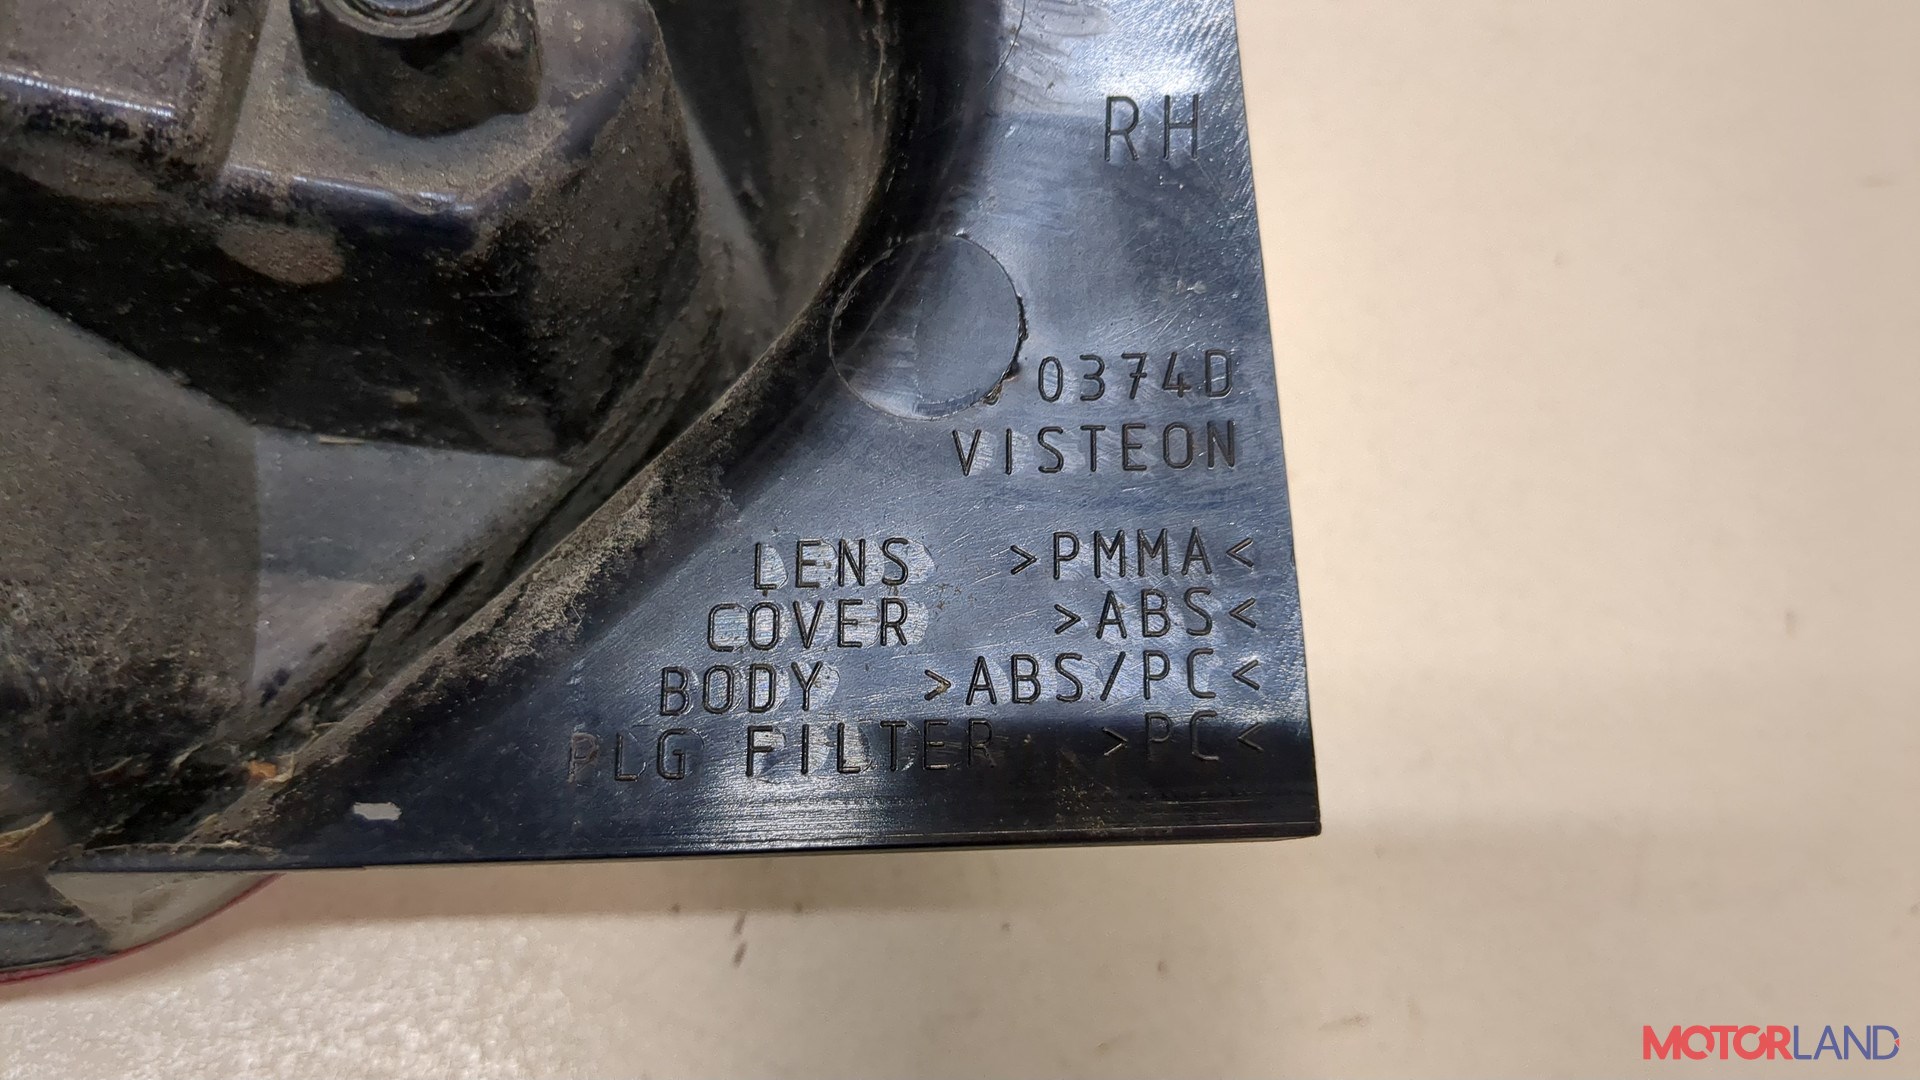 RH
0374D
VISTEON
LENS >PMMA<
COVER >ABS<
BODY >ABS/PC<
PLG FILTER >PC<
MOTORLAND